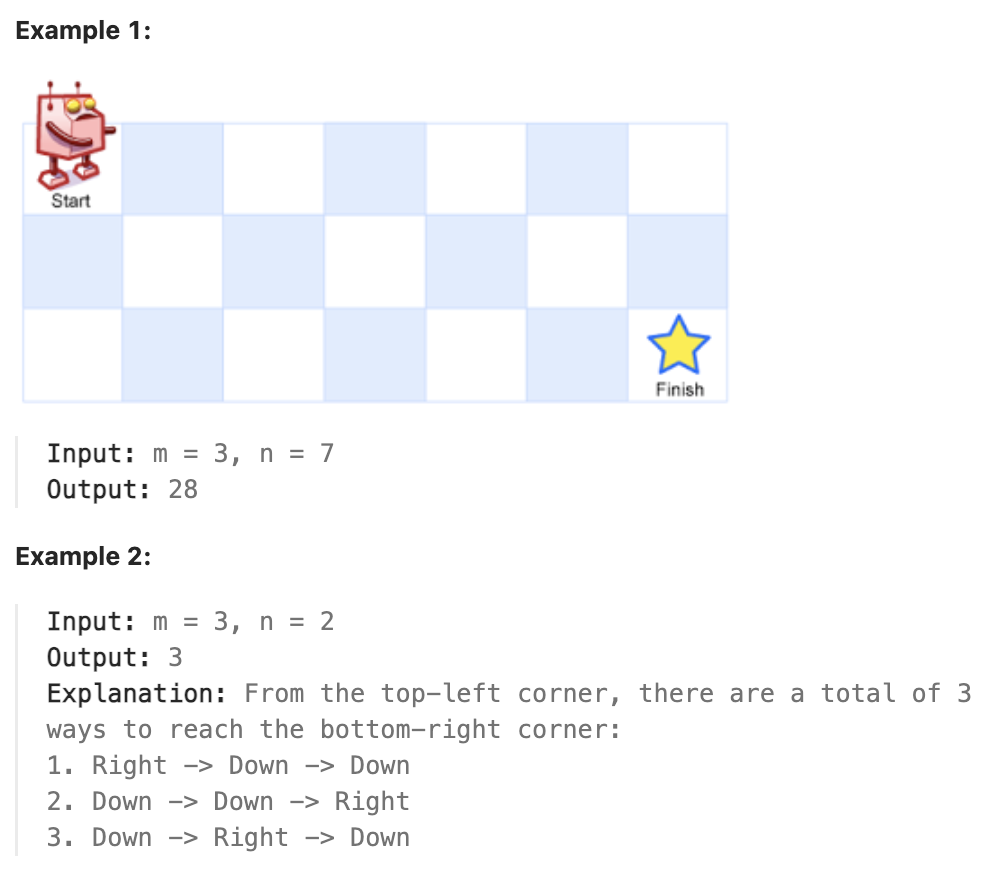 Example 1:
Start
Finish
Input: m = 3, n = 7
Output: 28
Example 2:
Input: m = 3, n = 2
Output: 3
Explanation: From the top-left corner, there are a total of 3
ways to reach the bottom-right corner:
1. Right -> Down -> Down
2. Down -> Down -> Right
3. Down -> Right -> Down